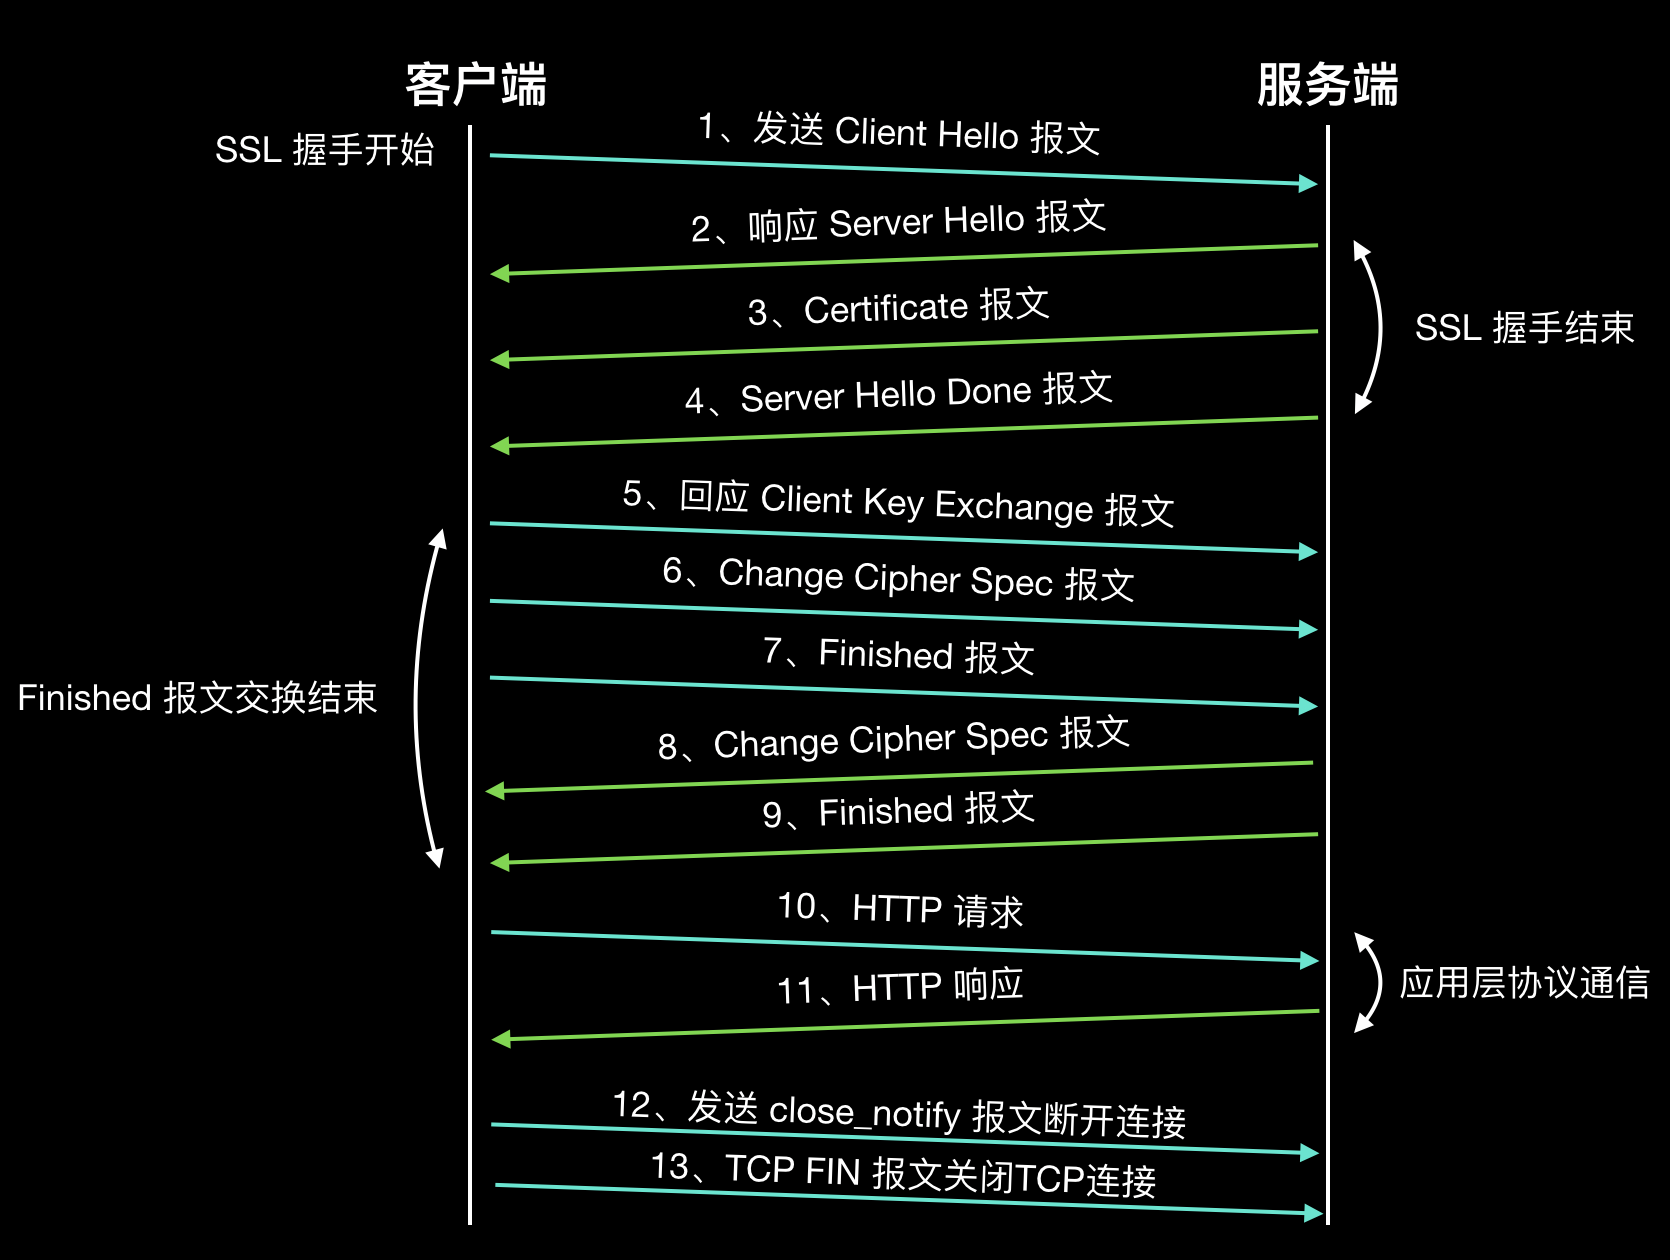 客户端
服务端
SSL 握手开始
1、发送 Client Hello 报文
2、响应 Server Hello 报文
3、Certificate 报文
SSL 握手结束
4、Server Hello Done 报文
5、回应 Client Key Exchange 报文
6、Change Cipher Spec 报文
7、Finished 报文
Finished 报文交换结束
8、Change Cipher Spec 报文
9、Finished 报文
10、HTTP 请求
11、HTTP 响应
应用层协议通信
12、发送 close_notify 报文断开连接
13、TCP FIN 报文关闭TCP连接